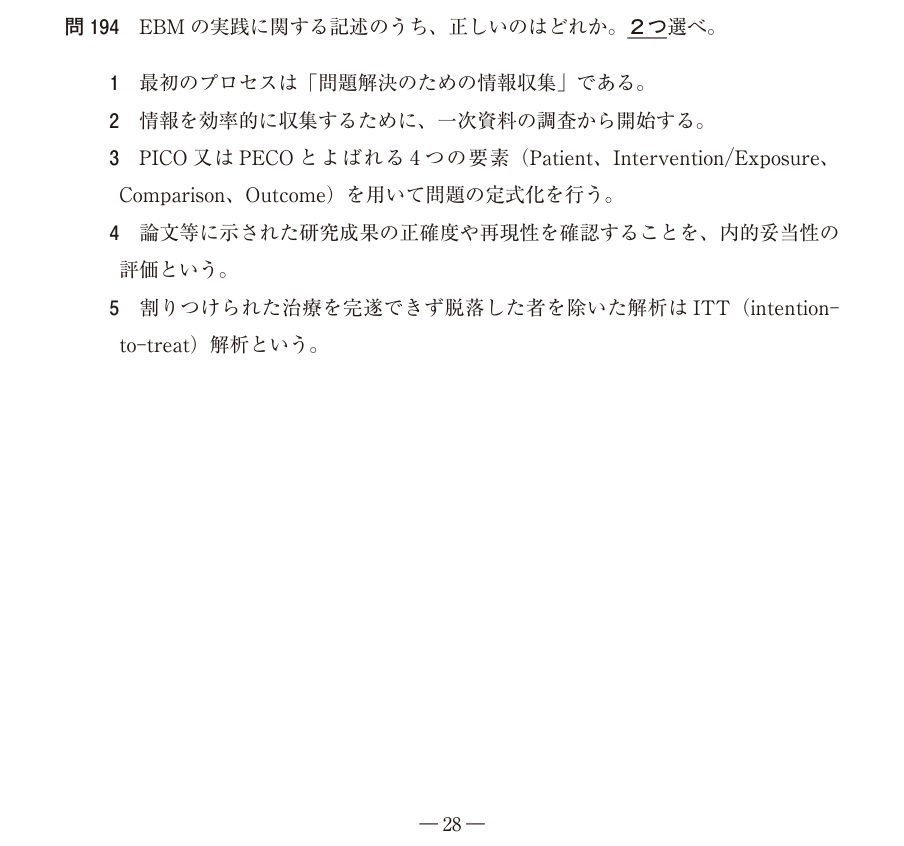 問 194　EBM の実践に関する記述のうち、正しいのはどれか。２つ選べ。
1　最初のプロセスは「問題解決のための情報収集」である。
2　情報を効率的に収集するために、一次資料の調査から開始する。
3　PICO 又は PECO とよばれる 4 つの要素（Patient、Intervention/Exposure、
Comparison、Outcome）を用いて問題の定式化を行う。
4　論文等に示された研究成果の正確度や再現性を確認することを、内的妥当性の
評価という。
5　割りつけられた治療を完遂できず脱落した者を除いた解析は ITT（intention-
to-treat）解析という。
― 28 ―